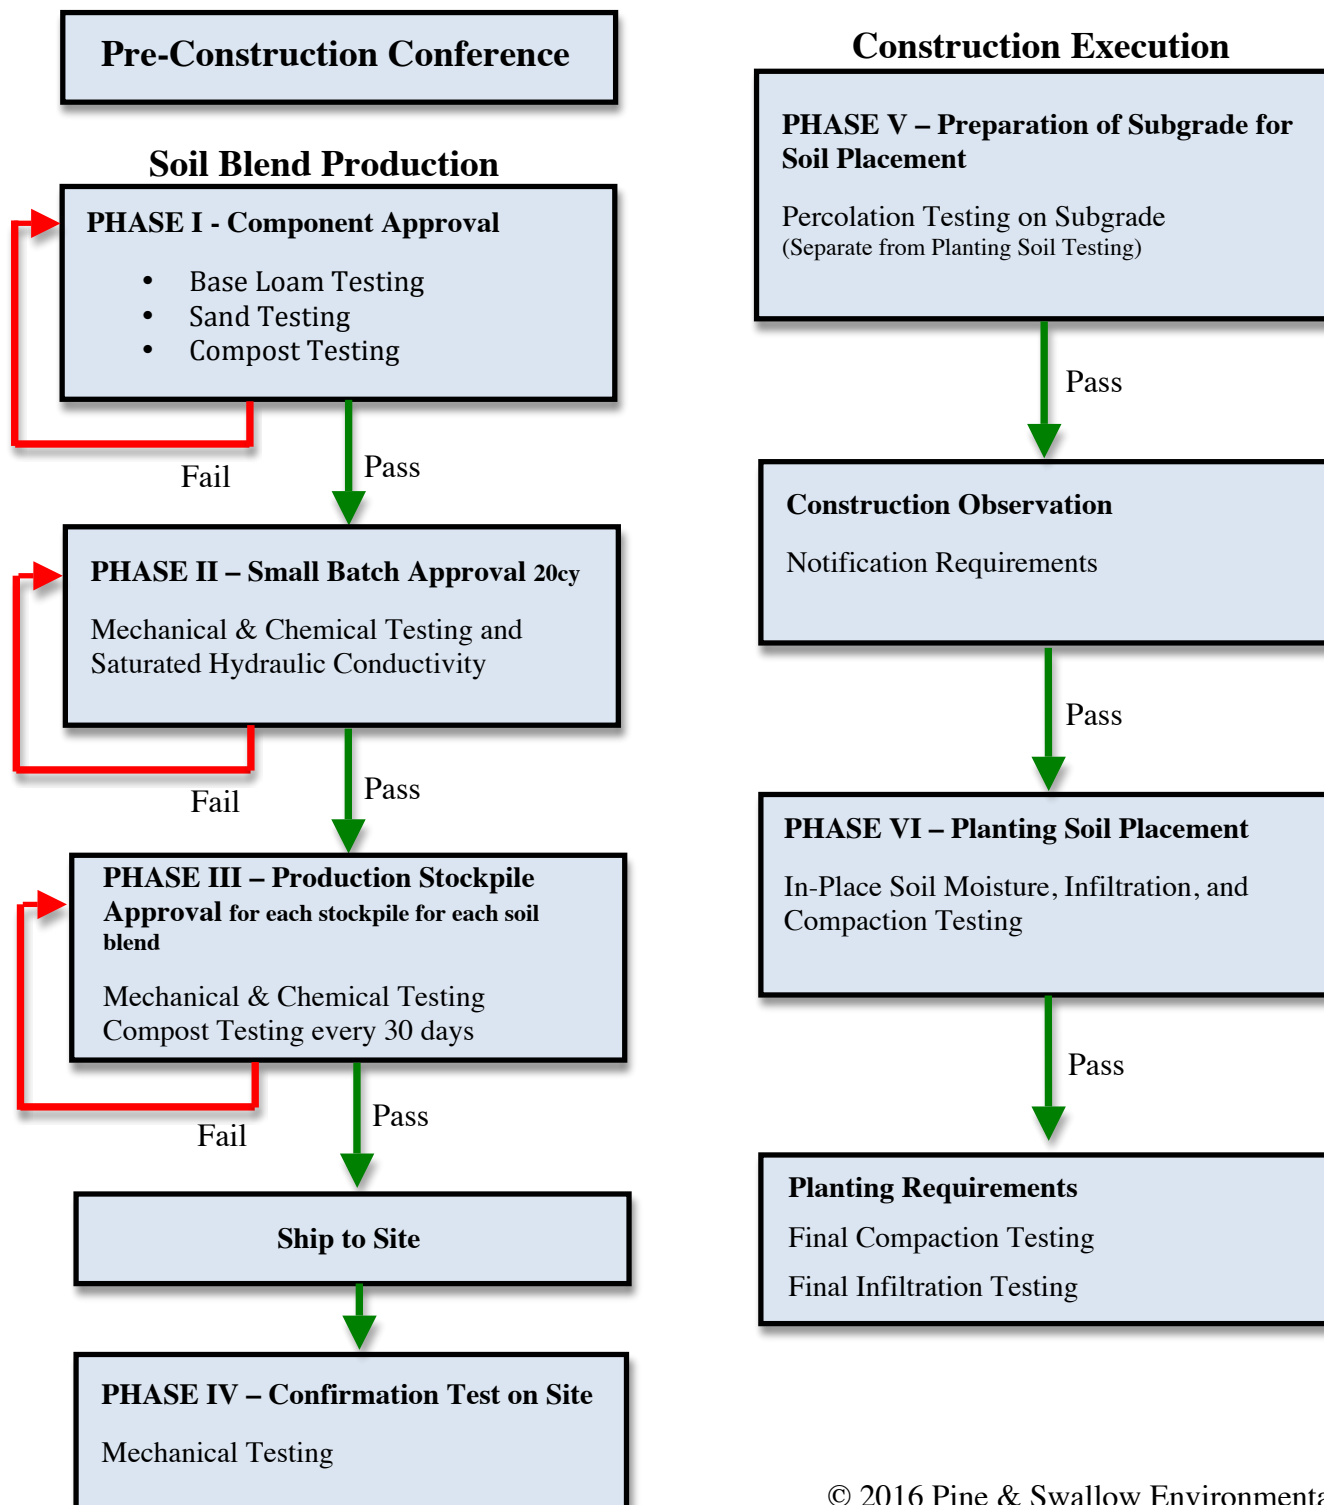 Pre-Construction Conference
Soil Blend Production
PHASE I - Component Approval
• Base Loam Testing
• Sand Testing
• Compost Testing
Fail
Pass
PHASE II – Small Batch Approval 20cy
Mechanical & Chemical Testing and
Saturated Hydraulic Conductivity
Fail
Pass
PHASE III – Production Stockpile
Approval for each stockpile for each soil
blend
Mechanical & Chemical Testing
Compost Testing every 30 days
Fail
Pass
Ship to Site
PHASE IV – Confirmation Test on Site
Mechanical Testing
Construction Execution
PHASE V – Preparation of Subgrade for
Soil Placement
Percolation Testing on Subgrade
(Separate from Planting Soil Testing)
Pass
Construction Observation
Notification Requirements
Pass
PHASE VI – Planting Soil Placement
In-Place Soil Moisture, Infiltration, and
Compaction Testing
Pass
Planting Requirements
Final Compaction Testing
Final Infiltration Testing
© 2016 Pine & Swallow Environmenta